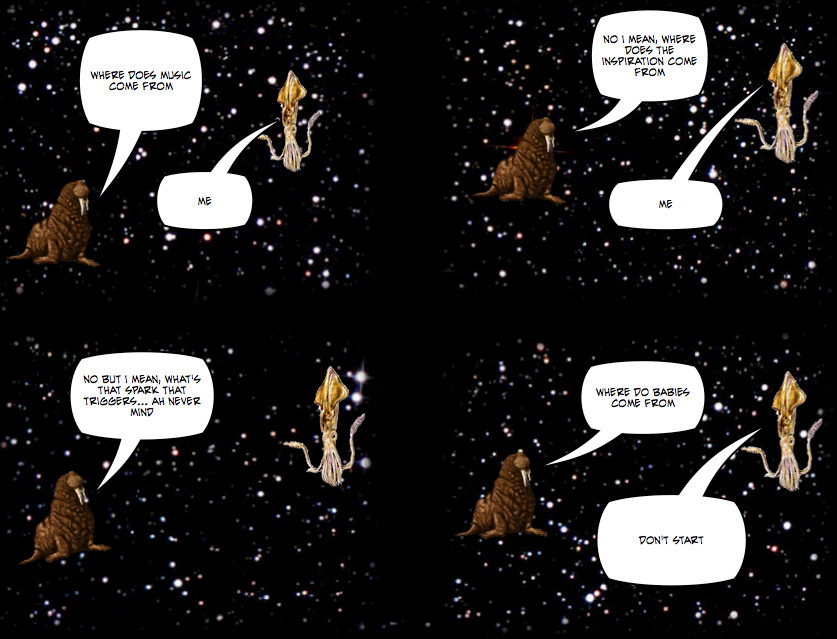 WHERE DOES MUSIC
COME FROM
ME
NO I MEAN, WHERE
DOES THE
INSPIRATION COME
FROM
ME
NO BUT I MEAN, WHAT'S
THAT SPARK THAT
TRIGGERS... AH NEVER
MIND
WHERE DO BABIES
COME FROM
DON'T START